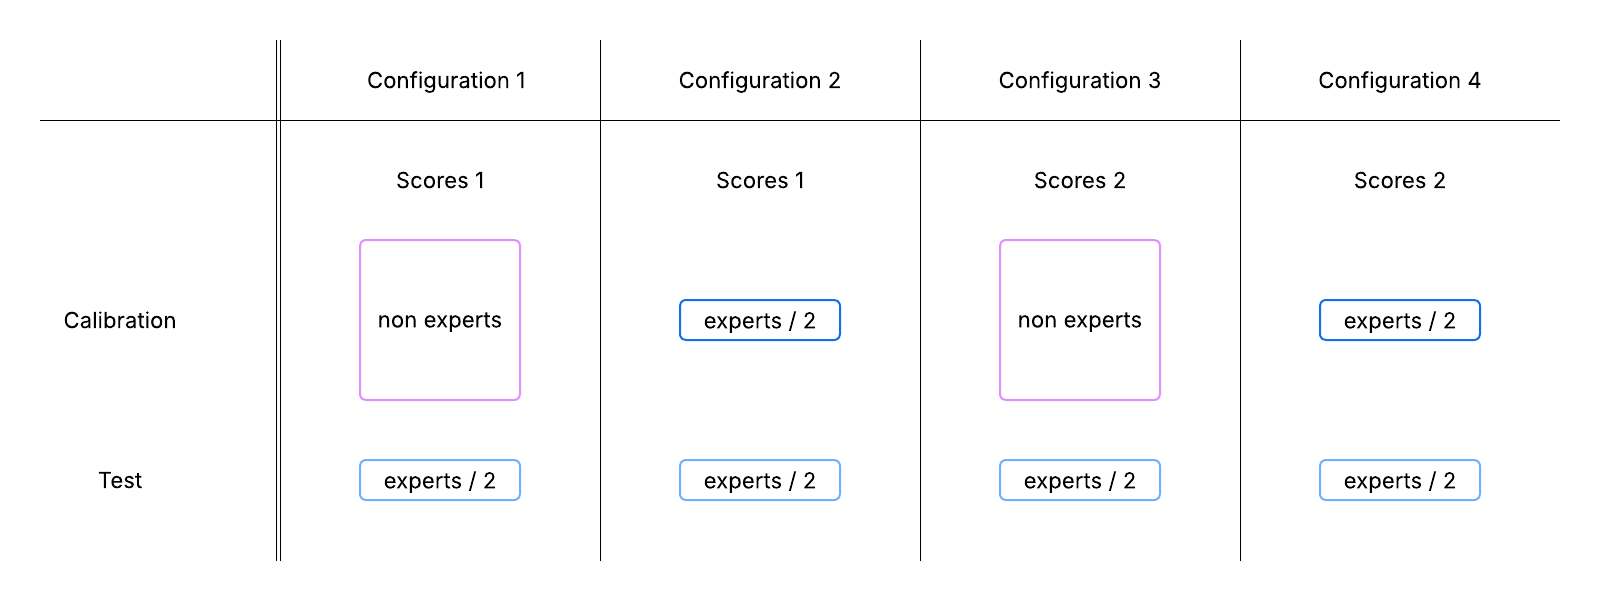 Configuration 1
Configuration 2
Configuration 3
Configuration 4
Scores 1
Scores 1
Scores 2
Scores 2
Calibration
non experts
experts / 2
non experts
experts / 2
Test
experts / 2
experts / 2
experts / 2
experts / 2